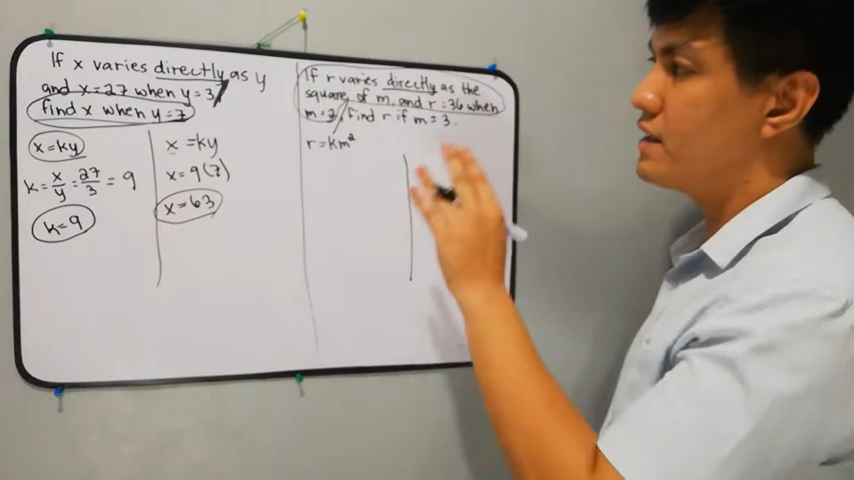 If x varies directly as y
and x=27 when y=3,
find x when y=7
x=ky
k=x/y=27/3=9
k=9
x=ky
x=9(7)
x=63
If r varies directly as the
square of m, and r=36 when
m=2, find r if m=3.
r=km²